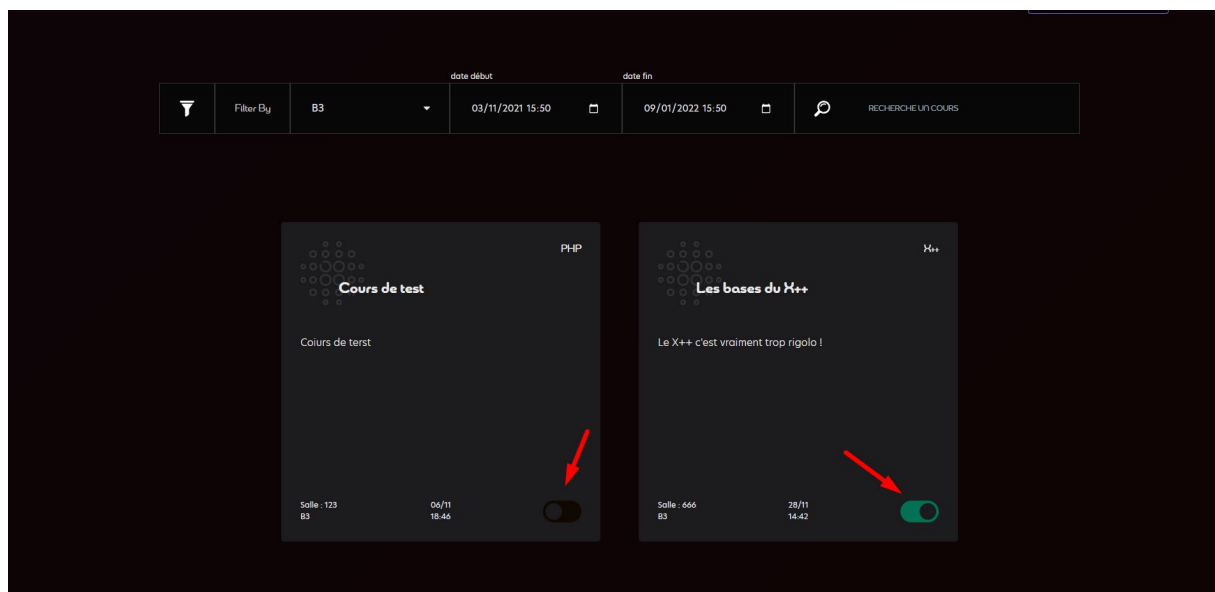 date début
date fin
Filter By
B3
03/11/2021 15:50
09/01/2022 15:50
RECHERCHE UN COURS
PHP
Cours de test
Coiurs de terst
Salle : 123
B3
06/11
18:46
X++
Les bases du X++
Le X++ c'est vraiment trop rigolo !
Salle : 666
B3
28/11
14:42